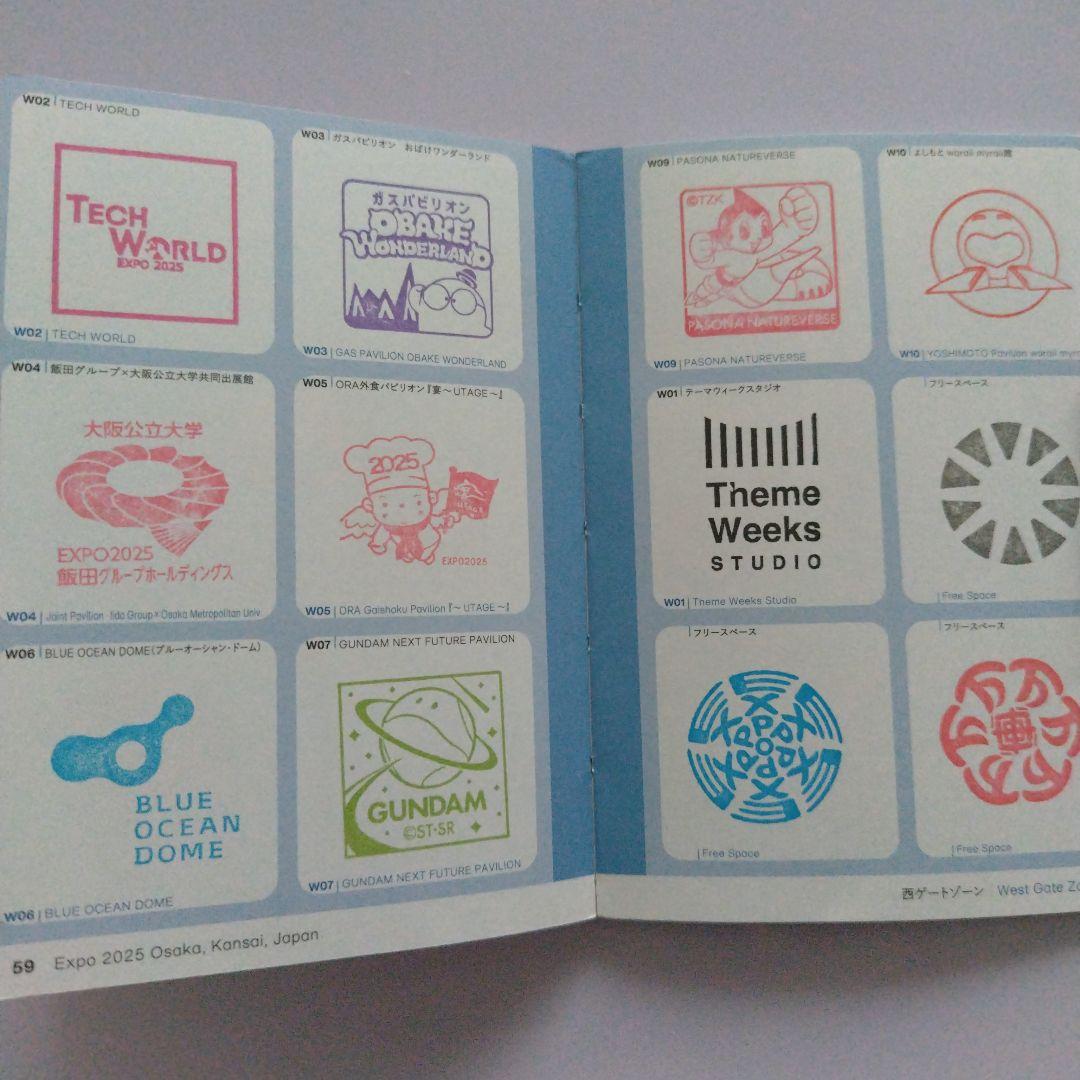 W02 | TECH WORLD
TECH
WORLD
EXPO 2025
W02 | TECH WORLD
W03 | ガスパビリオン おばけワンダーランド
ガスパビリオン
OBAKE
WONDERLAND
W03 | GAS PAVILION OBAKE WONDERLAND
W04 | 飯田グループ×大阪公立大学共同出展館
大阪公立大学
EXPO2025
飯田グループホールディングス
W04 | Joint Pavilion Iida Group×Osaka Metropolitan Univ.
W05 | ORA外食パビリオン『宴～UTAGE～』
2025
UTAGE
EXPO2025
W05 | ORA Gaishoku Pavilion『～UTAGE～』
W06 | BLUE OCEAN DOME(ブルーオーシャン・ドーム)
BLUE
OCEAN
DOME
W06 | BLUE OCEAN DOME
W07 | GUNDAM NEXT FUTURE PAVILION
GUNDAM
©ST・SR
W07 | GUNDAM NEXT FUTURE PAVILION
59 Expo 2025 Osaka, Kansai, Japan
W09 | PASONA NATUREVERSE
©TZK
PASONA NATUREVERSE
W09 | PASONA NATUREVERSE
W10 | よしもと waraii myraii館
W10 | YOSHIMOTO Pavilion waraii
W01 | テーマウィークスタジオ
Theme
Weeks
STUDIO
W01 | Theme Weeks Studio
フリースペース
| Free Space
| フリースペース
| Free Space
| フリースペース
| Free Space
西ゲートゾーン West Gate